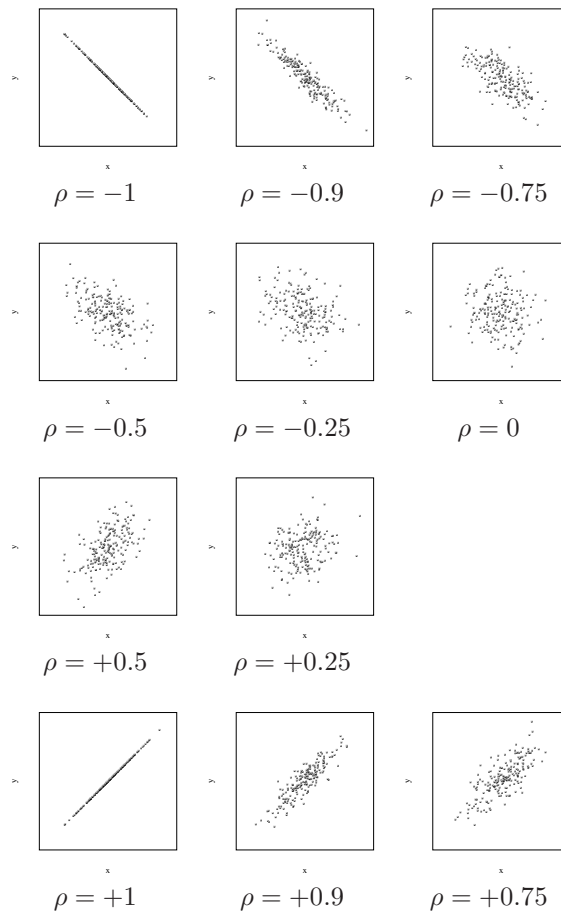 y y y
x x x
ρ = −1 ρ = −0.9 ρ = −0.75
y y y
x x x
ρ = −0.5 ρ = −0.25 ρ = 0
y y
x x
ρ = +0.5 ρ = +0.25
y y y
x x x
ρ = +1 ρ = +0.9 ρ = +0.75